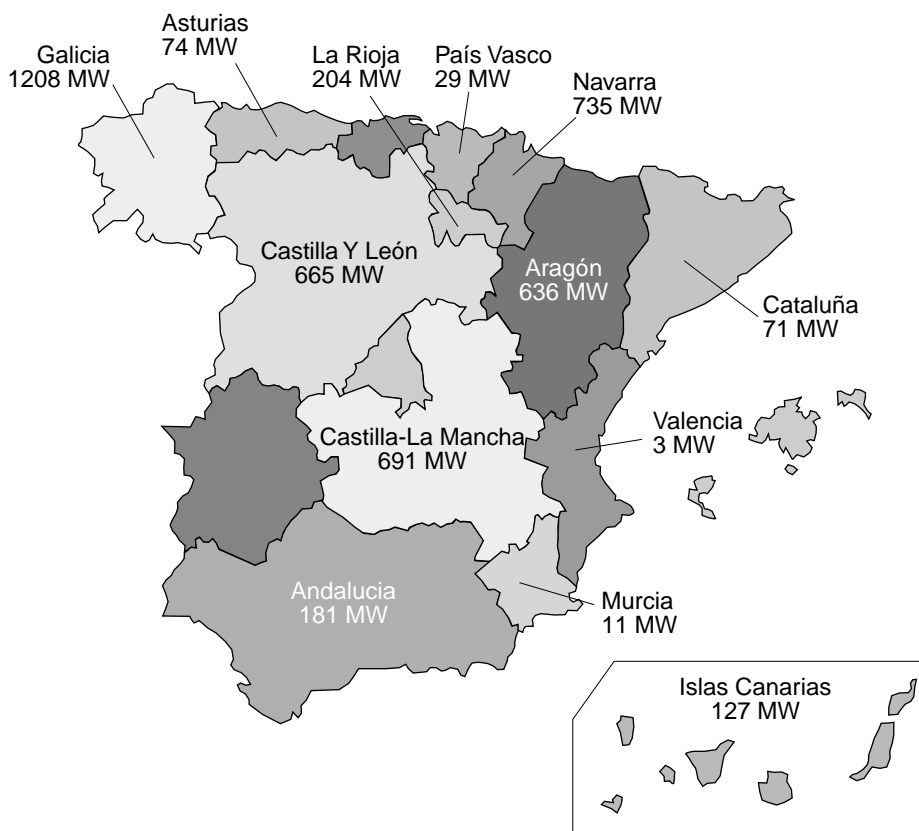 Asturias
74 MW
Galicia
1208 MW
La Rioja
204 MW
País Vasco
29 MW
Navarra
735 MW
Castilla Y León
665 MW
Aragón
636 MW
Cataluña
71 MW
Castilla-La Mancha
691 MW
Valencia
3 MW
Andalucia
181 MW
Murcia
11 MW
Islas Canarias
127 MW